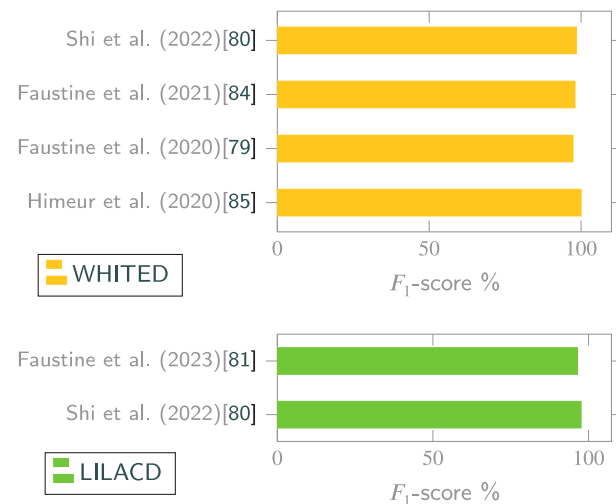 Shi et al. (2022)[80]
Faustine et al. (2021)[84]
Faustine et al. (2020)[79]
Himeur et al. (2020)[85]
0 50 100
F1-score %
WHITED
Faustine et al. (2023)[81]
Shi et al. (2022)[80]
0 50 100
F1-score %
LILACD